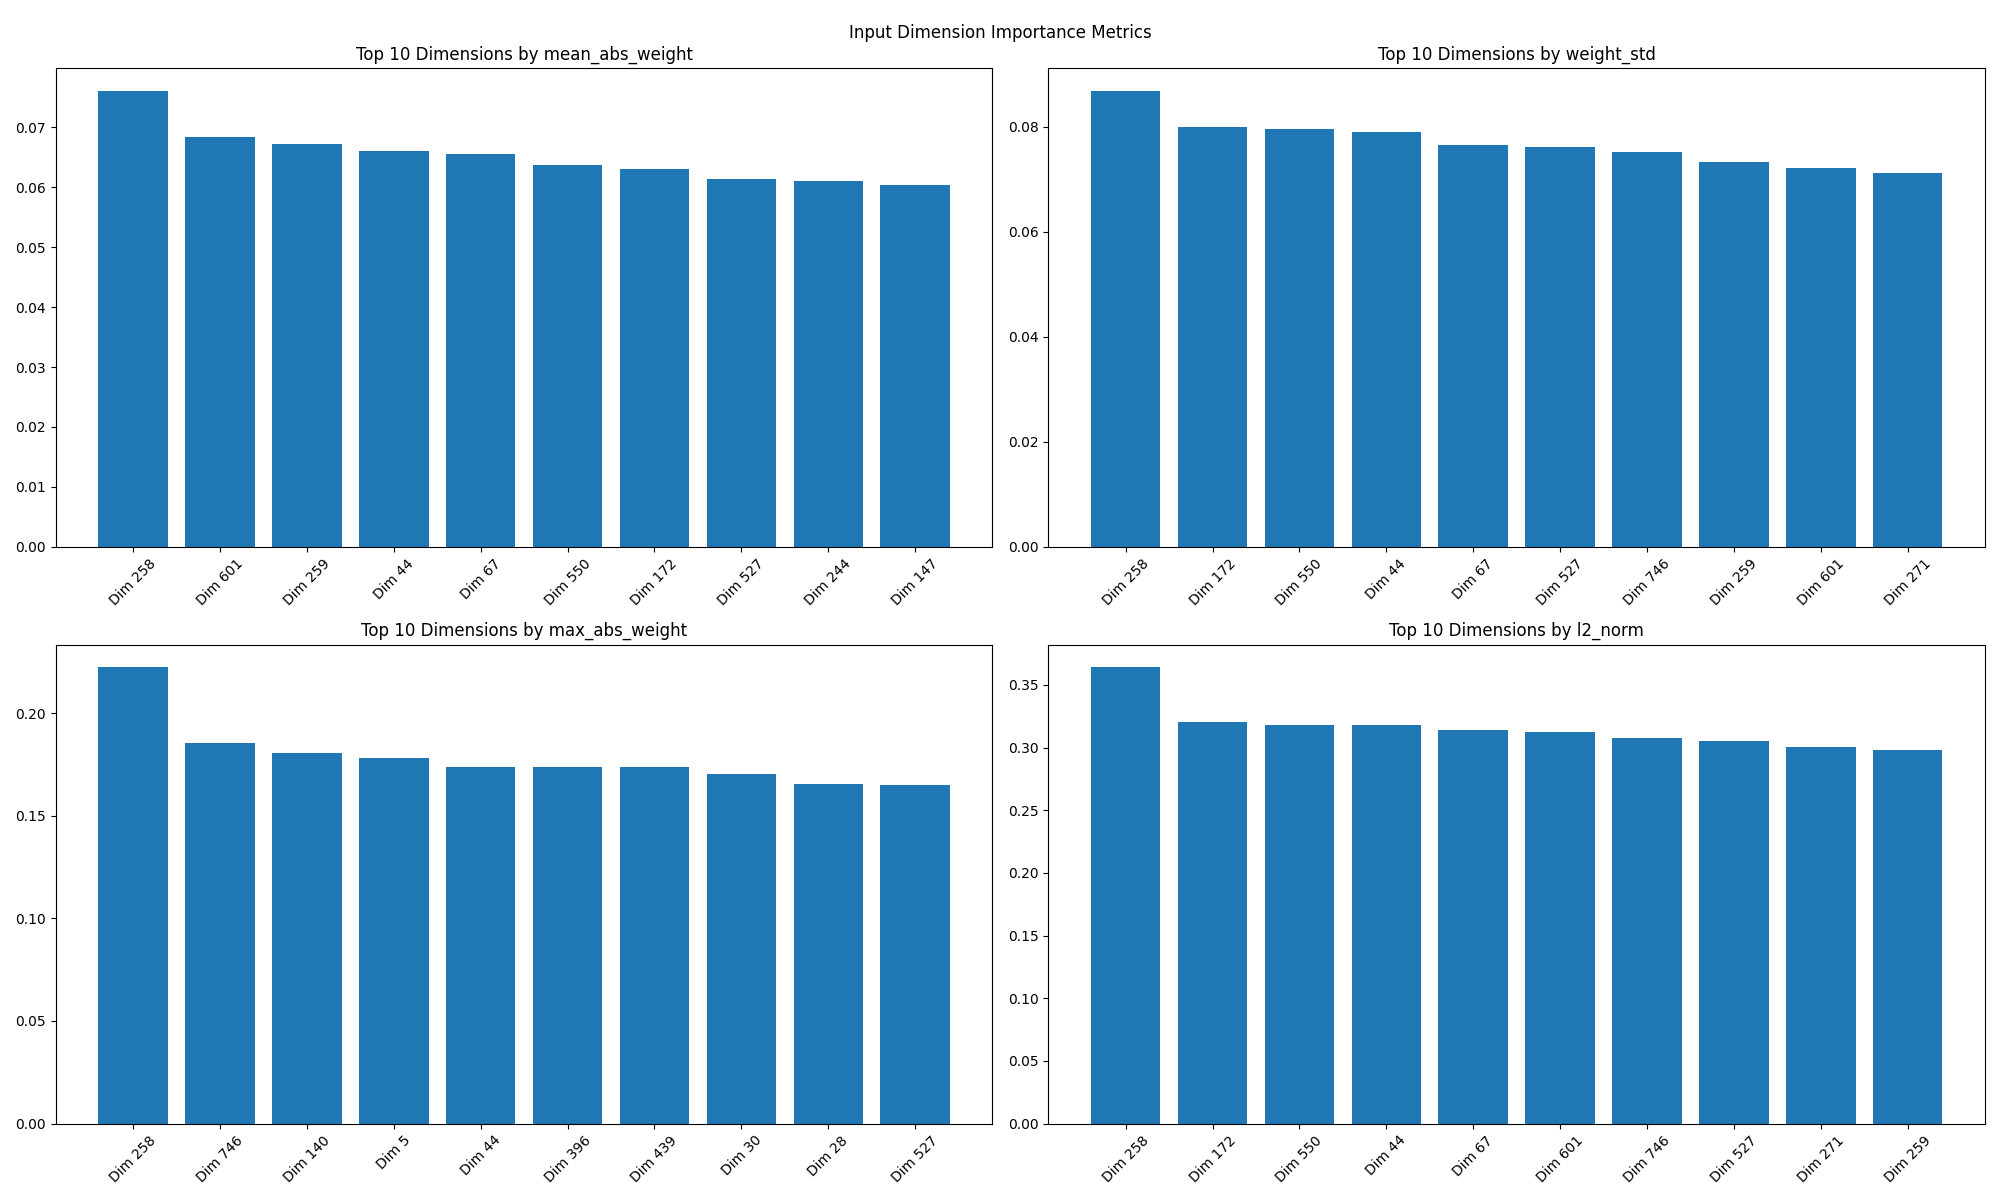 Input Dimension Importance Metrics
Top 10 Dimensions by mean_abs_weight
0.07
0.06
0.05
0.04
0.03
0.02
0.01
0.00
Dim 258 Dim 601 Dim 259 Dim 44 Dim 67 Dim 550 Dim 172 Dim 527 Dim 244 Dim 147
Top 10 Dimensions by weight_std
0.08
0.06
0.04
0.02
0.00
Dim 258 Dim 172 Dim 550 Dim 44 Dim 67 Dim 527 Dim 746 Dim 259 Dim 601 Dim 271
Top 10 Dimensions by max_abs_weight
0.20
0.15
0.10
0.05
0.00
Dim 258 Dim 746 Dim 140 Dim 5 Dim 44 Dim 396 Dim 439 Dim 30 Dim 28 Dim 527
Top 10 Dimensions by l2_norm
0.35
0.30
0.25
0.20
0.15
0.10
0.05
0.00
Dim 258 Dim 172 Dim 550 Dim 44 Dim 67 Dim 601 Dim 746 Dim 527 Dim 271 Dim 259